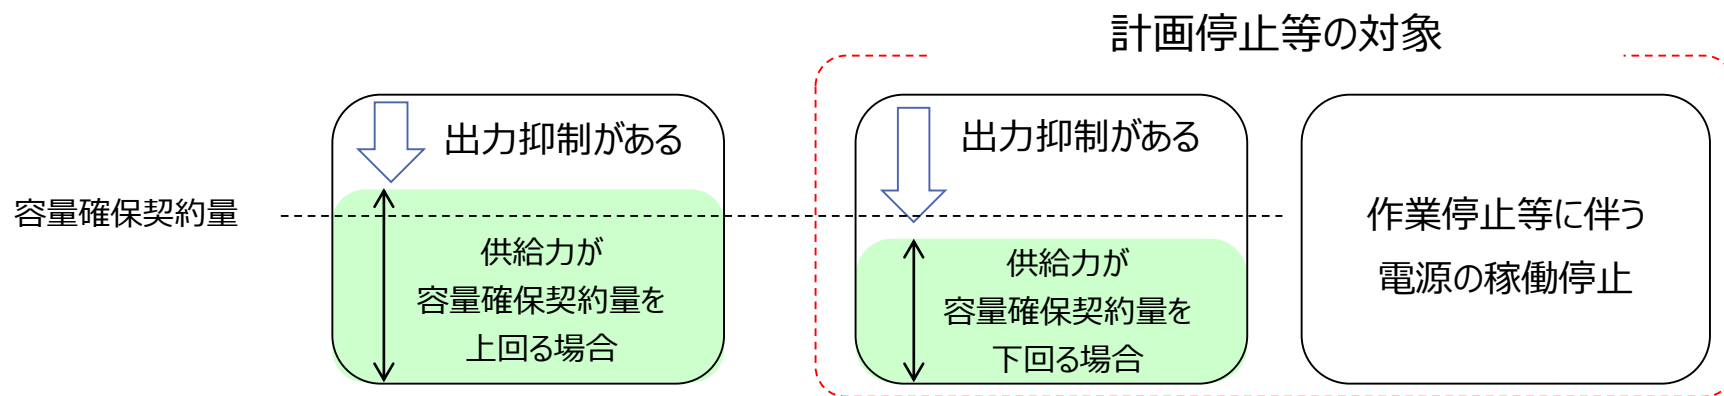 計画停止等の対象
容量確保契約量
出力抑制がある
供給力が
容量確保契約量を
上回る場合
出力抑制がある
供給力が
容量確保契約量を
下回る場合
作業停止等に伴う
電源の稼働停止